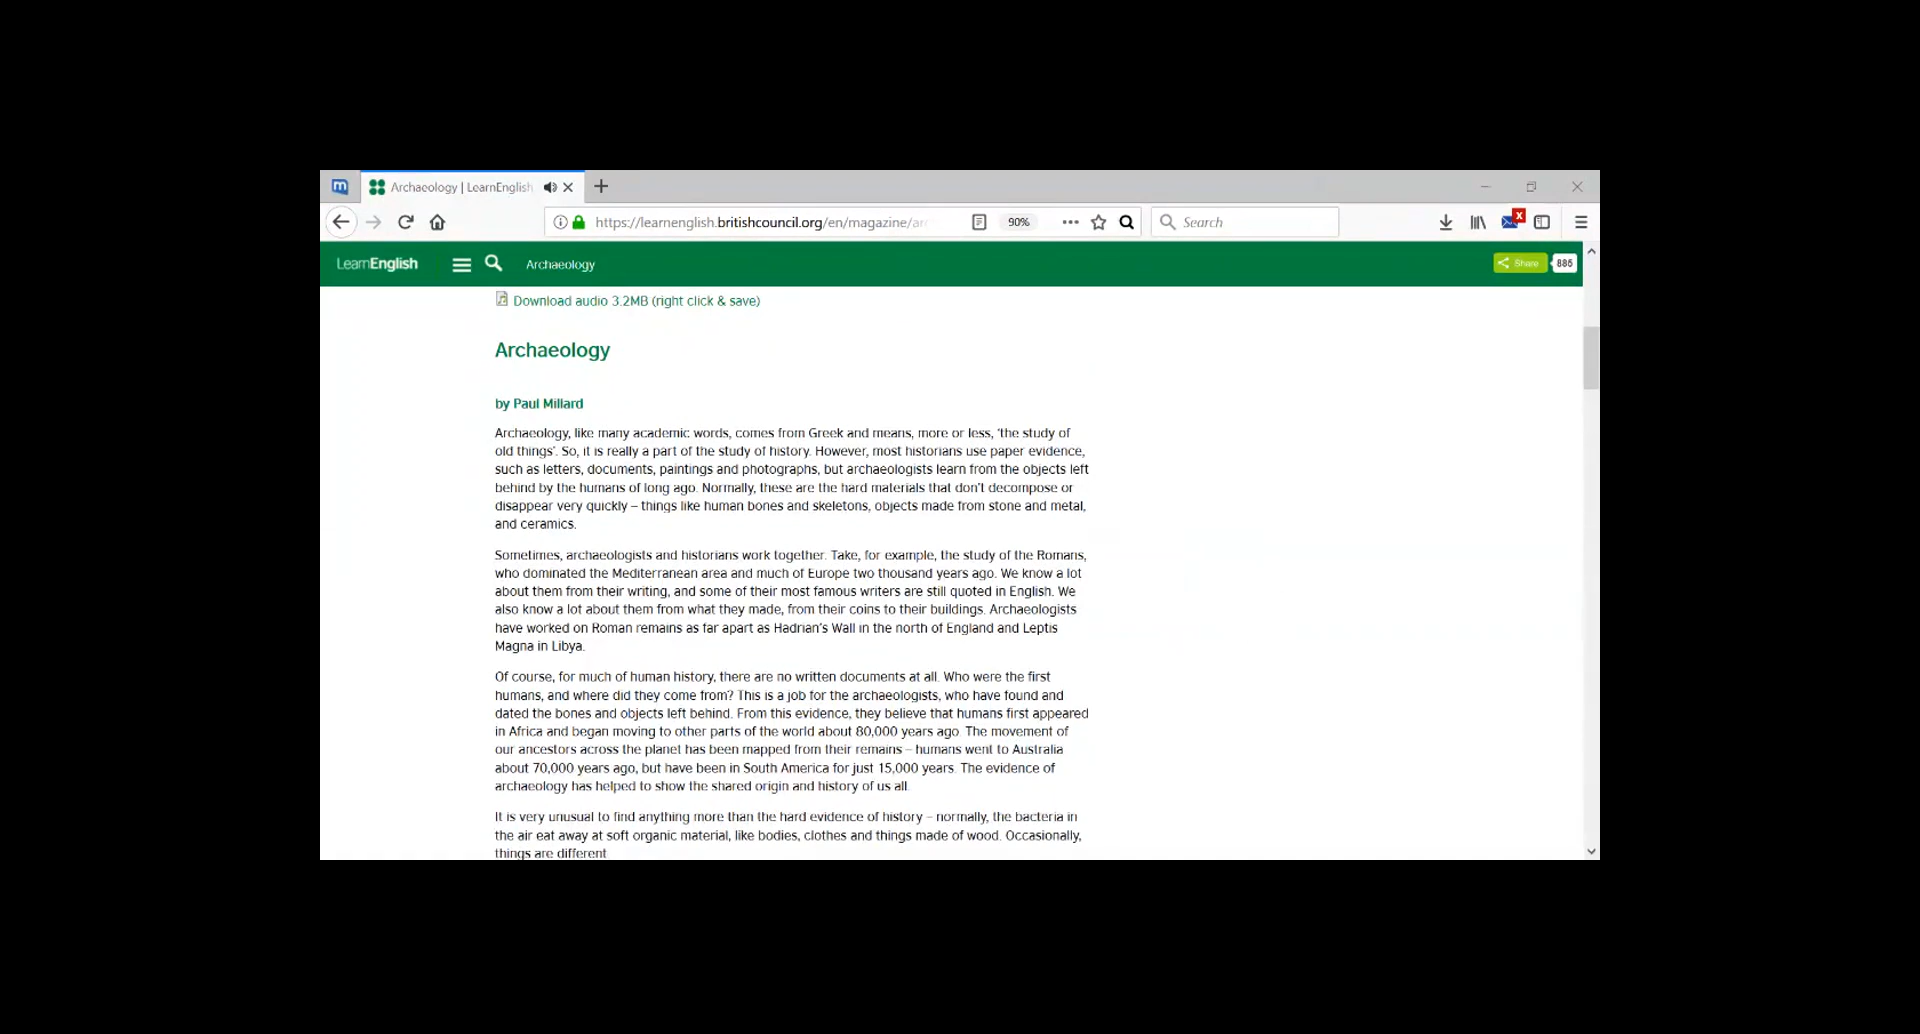 Archaeology | LearnEnglish
https://learnenglish.britishcouncil.org/en/magazine/ar
90%
Search
x
LearnEnglish
Archaeology
Share
886
Download audio 3.2MB (right click & save)
Archaeology
by Paul Millard
Archaeology, like many academic words, comes from Greek and means, more or less, 'the study of
old things'. So, it is really a part of the study of history. However, most historians use paper evidence,
such as letters, documents, paintings and photographs, but archaeologists learn from the objects left
behind by the humans of long ago. Normally, these are the hard materials that don't decompose or
disappear very quickly – things like human bones and skeletons, objects made from stone and metal,
and ceramics.
Sometimes, archaeologists and historians work together. Take, for example, the study of the Romans,
who dominated the Mediterranean area and much of Europe two thousand years ago. We know a lot
about them from their writing, and some of their most famous writers are still quoted in English. We
also know a lot about them from what they made, from their coins to their buildings. Archaeologists
have worked on Roman remains as far apart as Hadrian's Wall in the north of England and Leptis
Magna in Libya.
Of course, for much of human history, there are no written documents at all. Who were the first
humans, and where did they come from? This is a job for the archaeologists, who have found and
dated the bones and objects left behind. From this evidence, they believe that humans first appeared
in Africa and began moving to other parts of the world about 80,000 years ago. The movement of
our ancestors across the planet has been mapped from their remains – humans went to Australia
about 70,000 years ago, but have been in South America for just 15,000 years. The evidence of
archaeology has helped to show the shared origin and history of us all.
It is very unusual to find anything more than the hard evidence of history – normally, the bacteria in
the air eat away at soft organic material, like bodies, clothes and things made of wood. Occasionally,
things are different